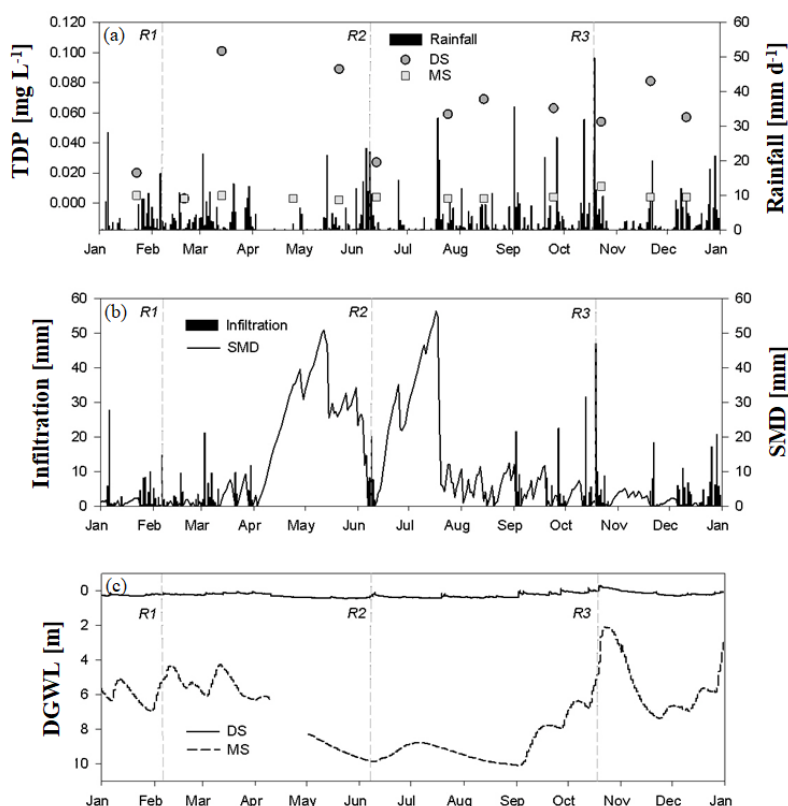 (a)
R1
R2
R3
TDP [mg L-1]
0.120
0.100
0.080
0.060
0.040
0.020
0.000
Rainfall
DS
MS
60
50
40
30
20
10
0
Rainfall [mm d-1]
Jan Feb Mar Apr May Jun Jul Aug Sep Oct Nov Dec Jan
(b)
R1
R2
R3
Infiltration [mm]
60
50
40
30
20
10
0
Infiltration
SMD
60
50
40
30
20
10
0
SMD [mm]
Jan Feb Mar Apr May Jun Jul Aug Sep Oct Nov Dec Jan
(c)
R1
R2
R3
DGWL [m]
0
2
4
6
8
10
DS
MS
Jan Feb Mar Apr May Jun Jul Aug Sep Oct Nov Dec Jan